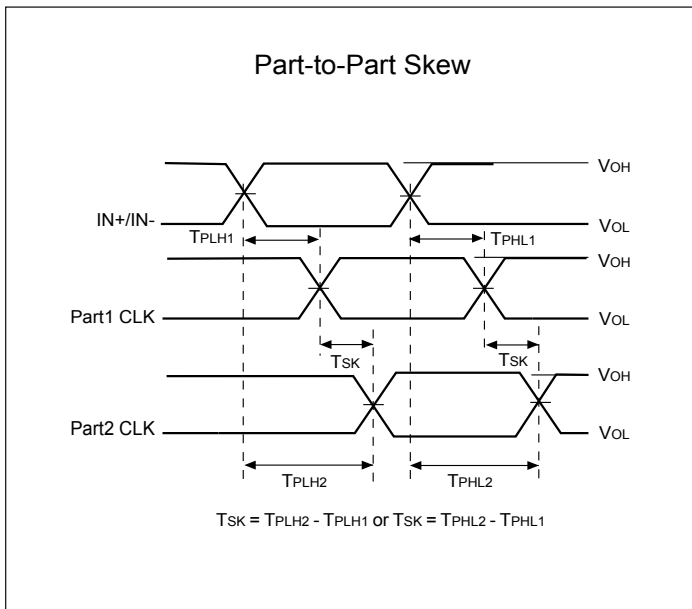 Part-to-Part Skew
VOH
IN+/IN-
VOL
TPLH1
TPHL1
VOH
Part1 CLK
VOL
TSK
TSK
VOH
Part2 CLK
VOL
TPLH2
TPHL2
TSK = TPLH2 - TPLH1 or TSK = TPHL2 - TPHL1